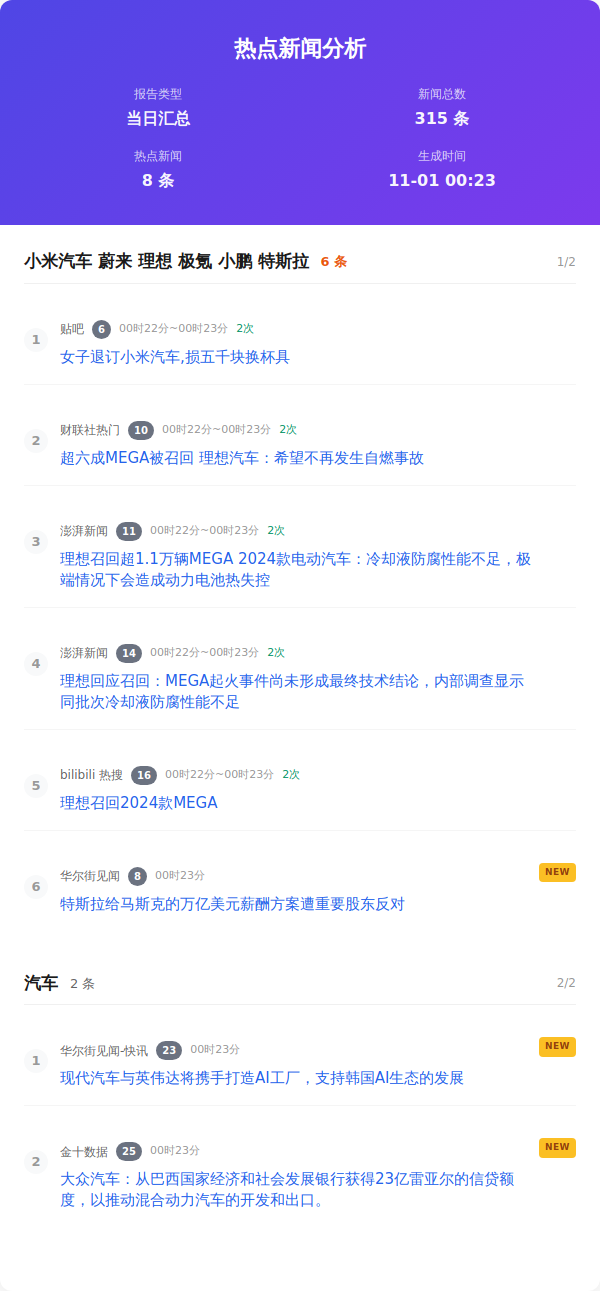 热点新闻分析
报告类型 新闻总数
当日汇总 315 条
热点新闻 生成时间
8 条 11-01 00:23
小米汽车 蔚来 理想 极氪 小鹏 特斯拉 6 条 1/2
1 贴吧 6 00时22分~00时23分 2次
女子退订小米汽车,损五千块换杯具
2 财联社热门 10 00时22分~00时23分 2次
超六成MEGA被召回 理想汽车：希望不再发生自燃事故
3 澎湃新闻 11 00时22分~00时23分 2次
理想召回超1.1万辆MEGA 2024款电动汽车：冷却液防腐性能不足，极
端情况下会造成动力电池热失控
4 澎湃新闻 14 00时22分~00时23分 2次
理想回应召回：MEGA起火事件尚未形成最终技术结论，内部调查显示
同批次冷却液防腐性能不足
5 bilibili 热搜 16 00时22分~00时23分 2次
理想召回2024款MEGA
6 华尔街见闻 8 00时23分 NEW
特斯拉给马斯克的万亿美元薪酬方案遭重要股东反对
汽车 2 条 2/2
1 华尔街见闻-快讯 23 00时23分 NEW
现代汽车与英伟达将携手打造AI工厂，支持韩国AI生态的发展
2 金十数据 25 00时23分 NEW
大众汽车：从巴西国家经济和社会发展银行获得23亿雷亚尔的信贷额
度，以推动混合动力汽车的开发和出口。